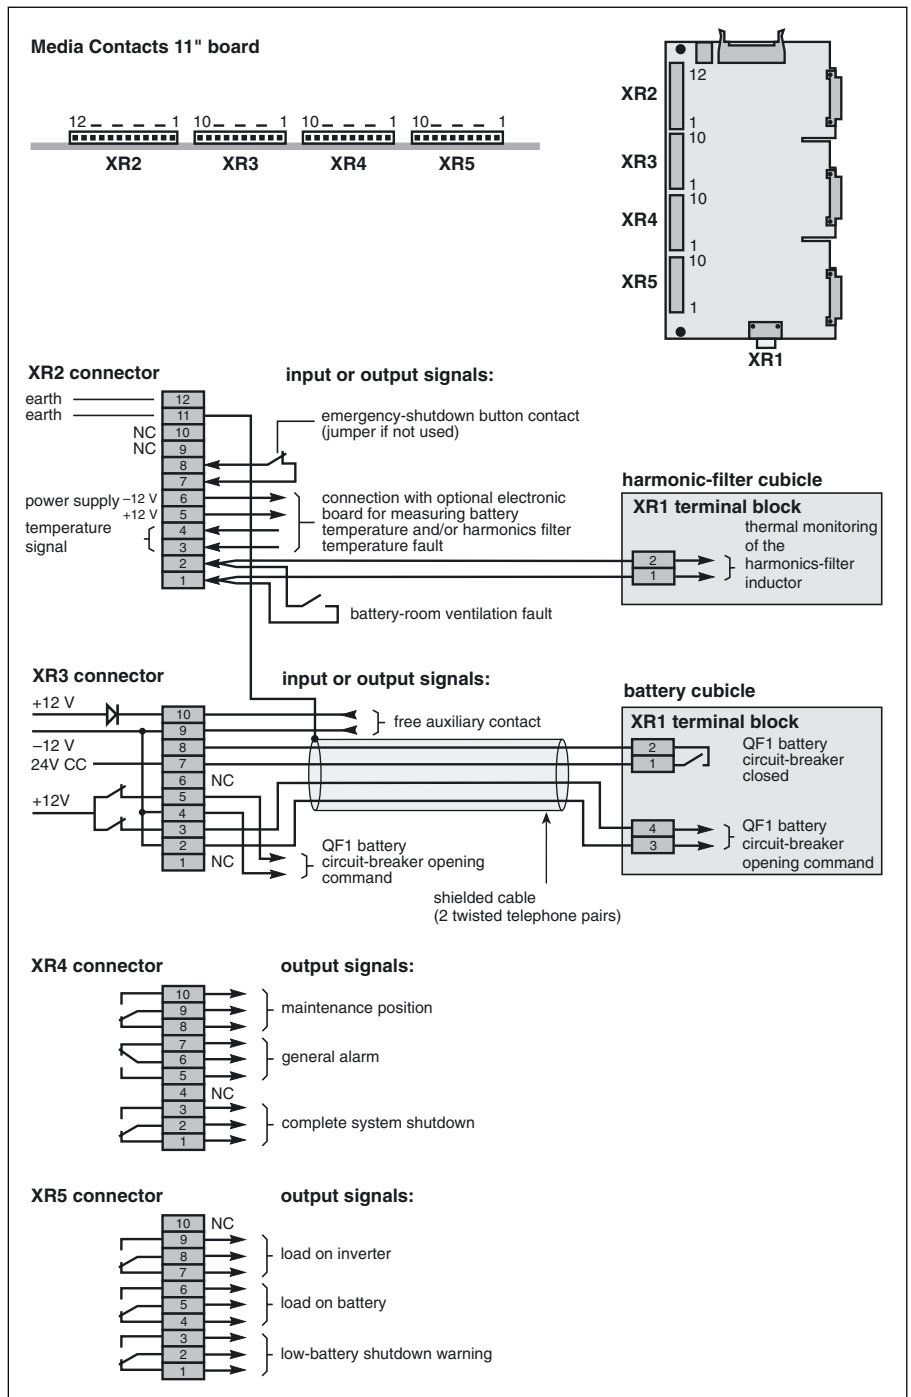 Media Contacts 11" board
12 1 10 1 10 1 10 1
XR2 XR3 XR4 XR5
XR2
12
1
XR3
10
1
XR4
10
1
XR5
10
1
XR1
XR2 connector
input or output signals:
earth
earth
NC
NC
power supply –12 V
+12 V
temperature
signal
12
11
10
9
8
7
6
5
4
3
2
1
emergency-shutdown button contact
(jumper if not used)
connection with optional electronic
board for measuring battery
temperature and/or harmonics filter
temperature fault
battery-room ventilation fault
harmonic-filter cubicle
XR1 terminal block
2
1
thermal monitoring
of the
harmonics-filter
inductor
XR3 connector
input or output signals:
+12 V
–12 V
24V CC
+12V
10
9
8
7
6 NC
5
4
3
2
1 NC
free auxiliary contact
QF1 battery
circuit-breaker opening
command
shielded cable
(2 twisted telephone pairs)
battery cubicle
XR1 terminal block
2
1
QF1 battery
circuit-breaker
closed
4
3
QF1 battery
circuit-breaker
opening command
XR4 connector
output signals:
10
9
8
maintenance position
7
6
5
general alarm
4 NC
3
2
1
complete system shutdown
XR5 connector
output signals:
10 NC
9
8
7
load on inverter
6
5
4
load on battery
3
2
1
low-battery shutdown warning